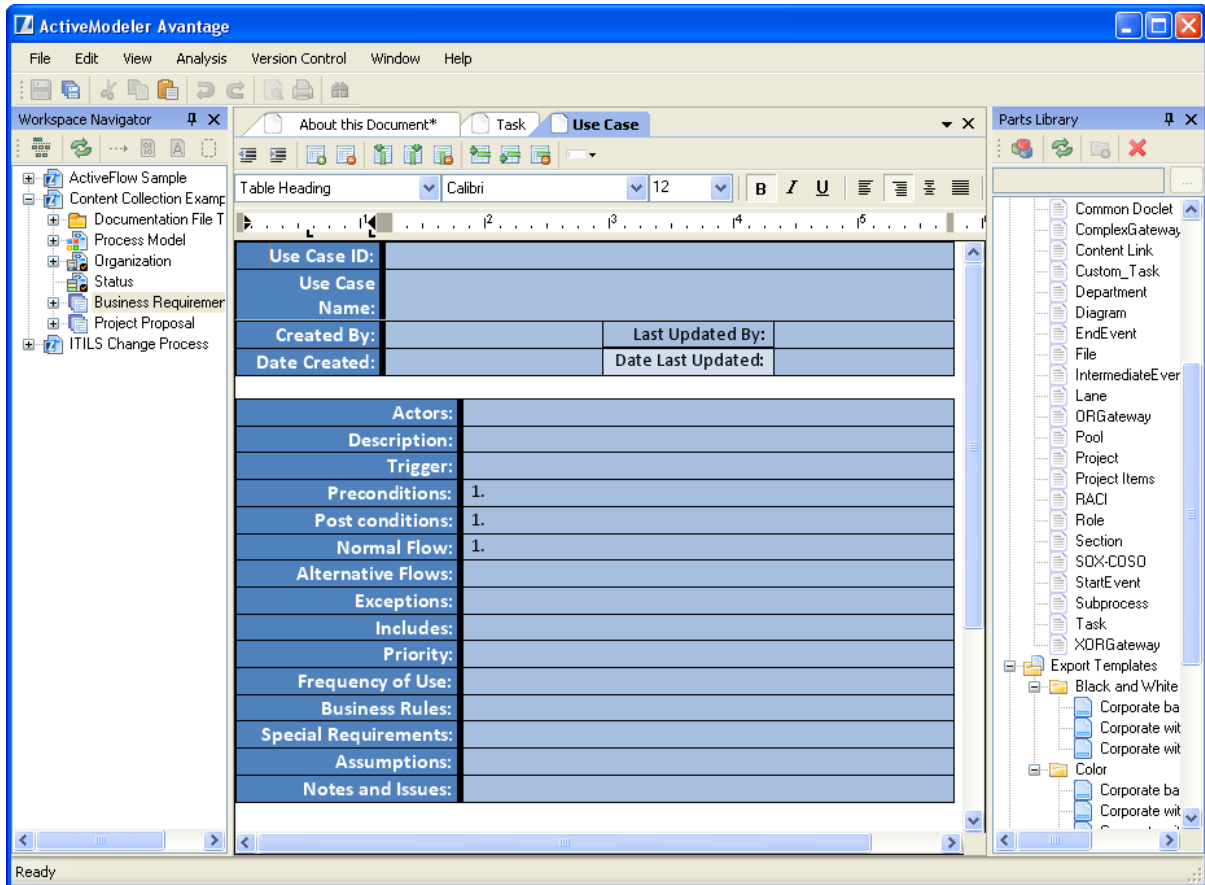 ActiveModeler Avantage
File Edit View Analysis Version Control Window Help
Workspace Navigator
ActiveFlow Sample
Content Collection Examp
Documentation File T
Process Model
Organization
Status
Business Requiremer
Project Proposal
ITILS Change Process
About this Document* Task Use Case
Table Heading Calibri 12 B I U
1 2 3 4 5
Use Case ID:
Use Case
Name:
Created By: Last Updated By:
Date Created: Date Last Updated:
Actors:
Description:
Trigger:
Preconditions: 1.
Post conditions: 1.
Normal Flow: 1.
Alternative Flows:
Exceptions:
Includes:
Priority:
Frequency of Use:
Business Rules:
Special Requirements:
Assumptions:
Notes and Issues:
Parts Library
...
Common Doclet
ComplexGateway
Content Link
Custom_Task
Department
Diagram
EndEvent
File
IntermediateEver
Lane
ORGateway
Pool
Project
Project Items
RACI
Role
Section
SOX-COSO
StartEvent
Subprocess
Task
XORGateway
Export Templates
Black and White
Corporate ba
Corporate wit
Corporate wit
Color
Corporate ba
Corporate wit
Ready